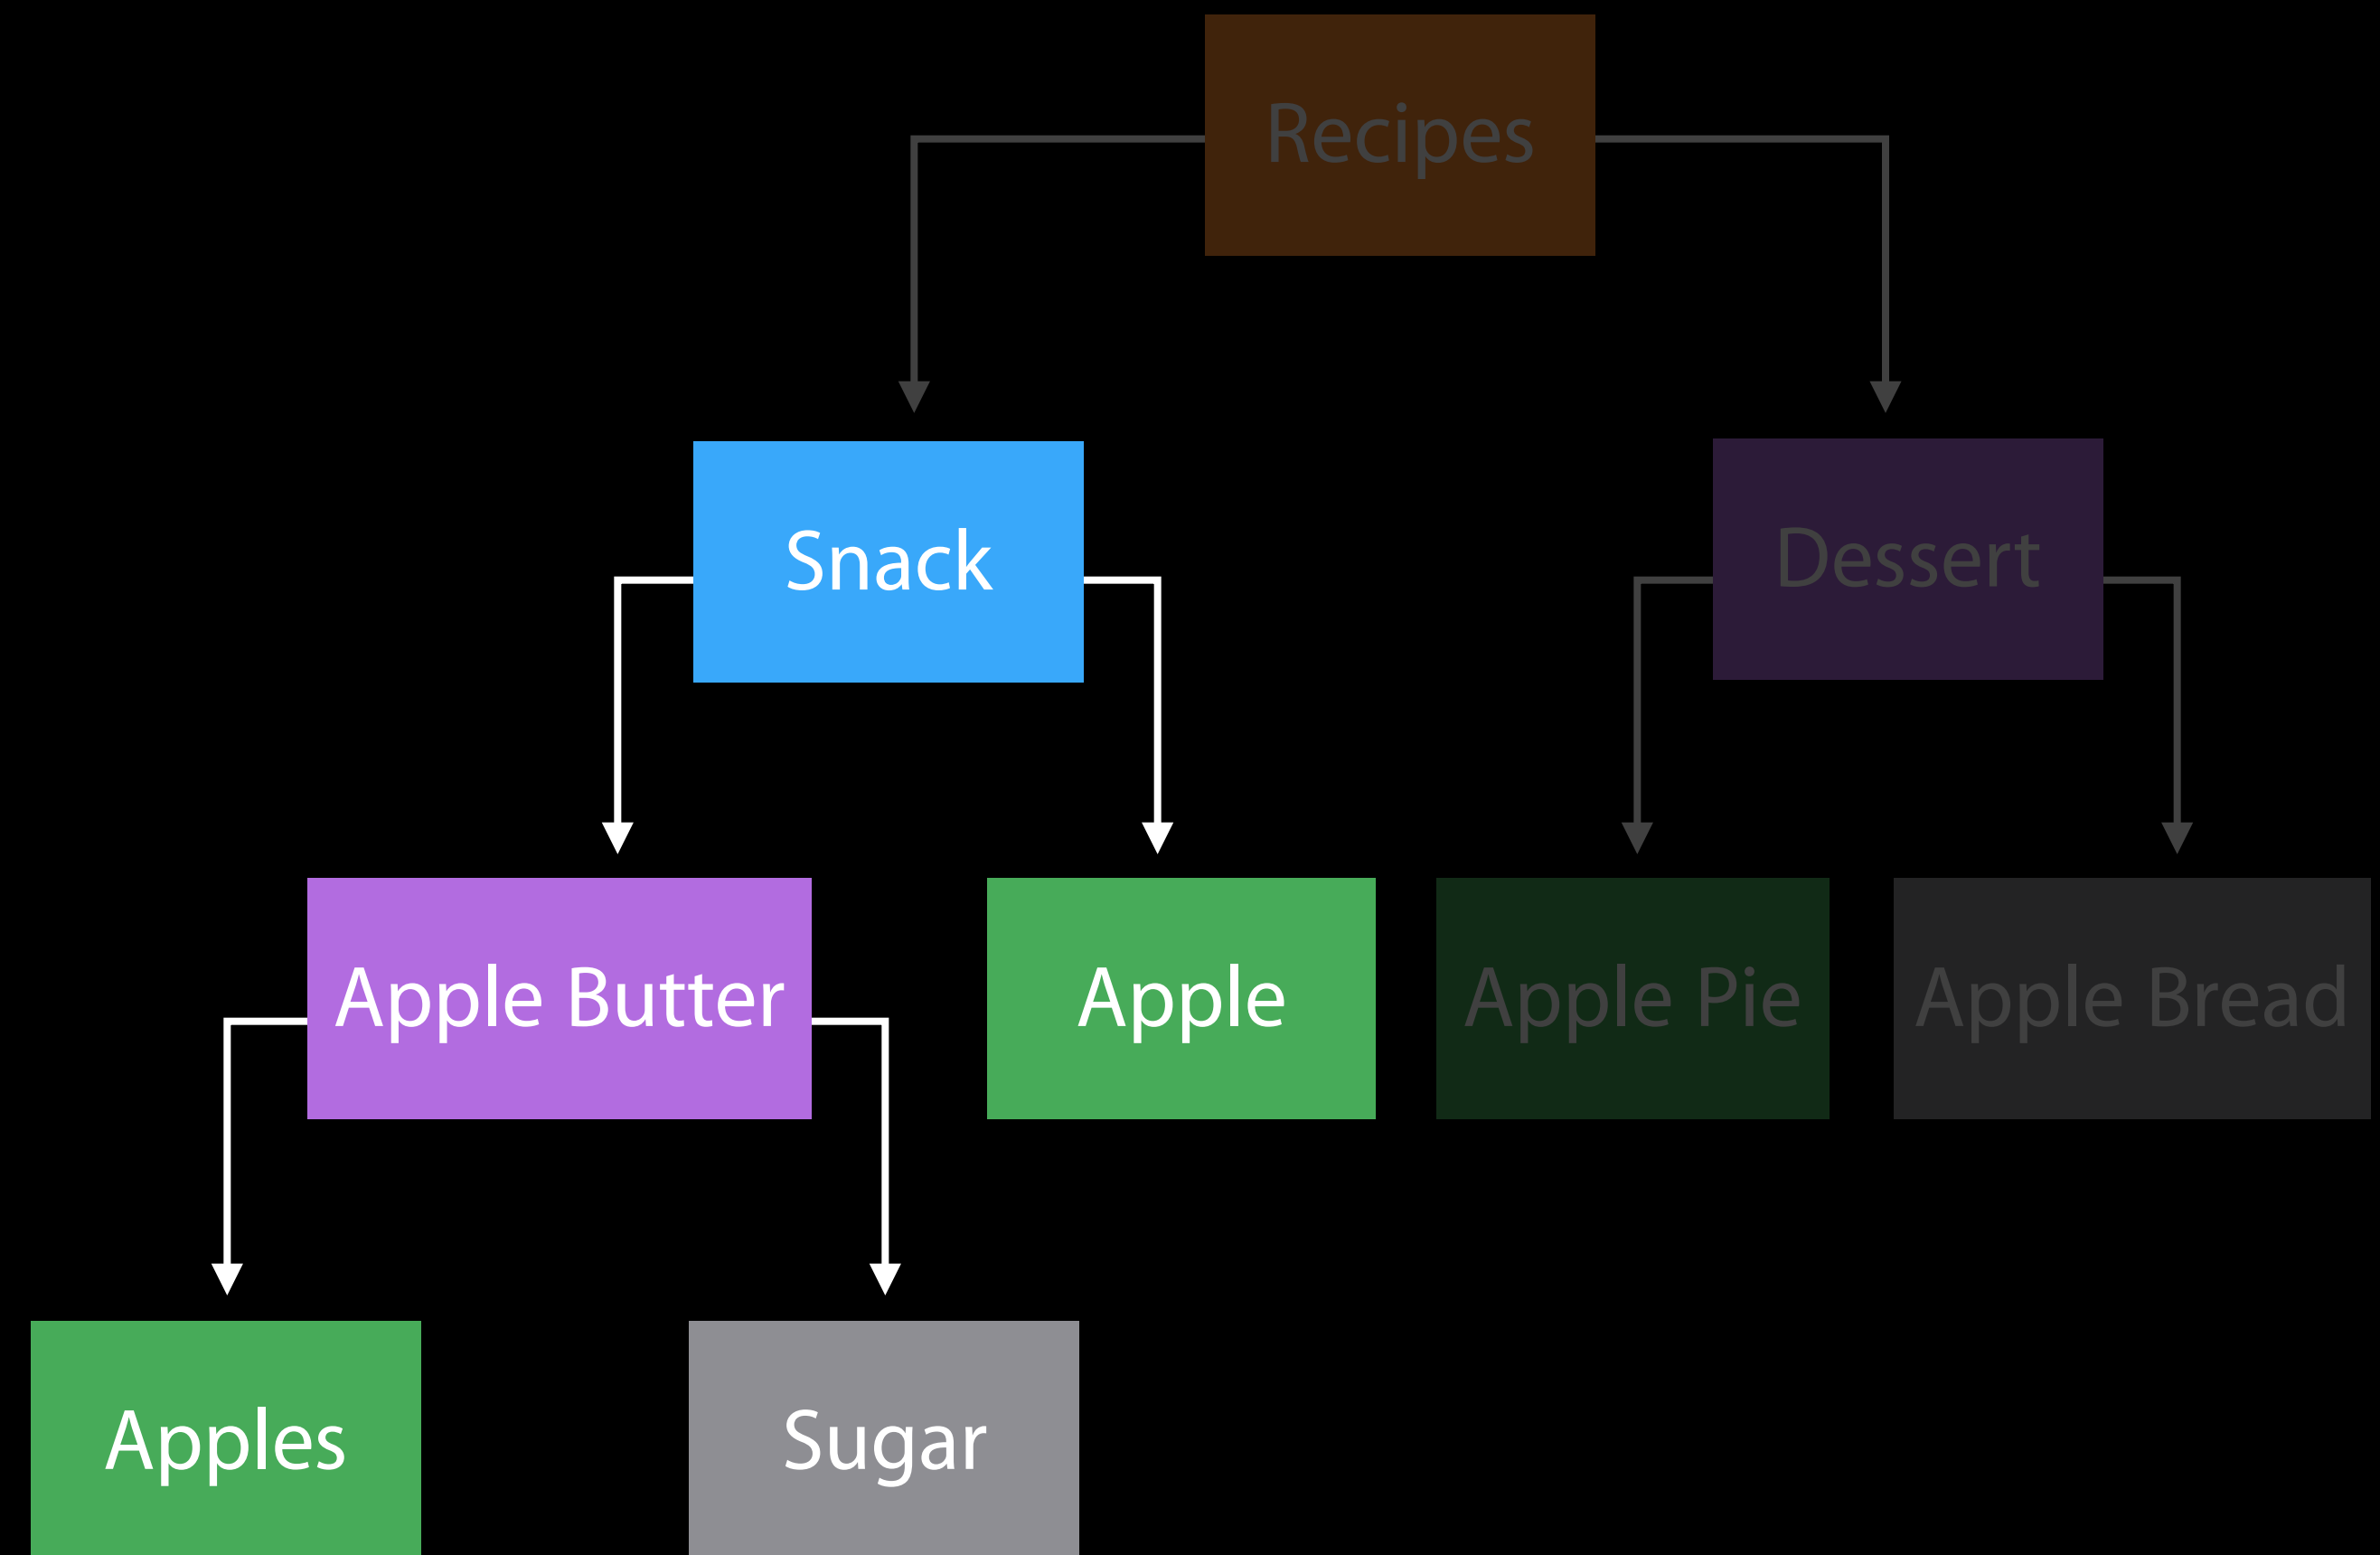 Recipes
Snack
Dessert
Apple Butter
Apple
Apple Pie
Apple Bread
Apples
Sugar